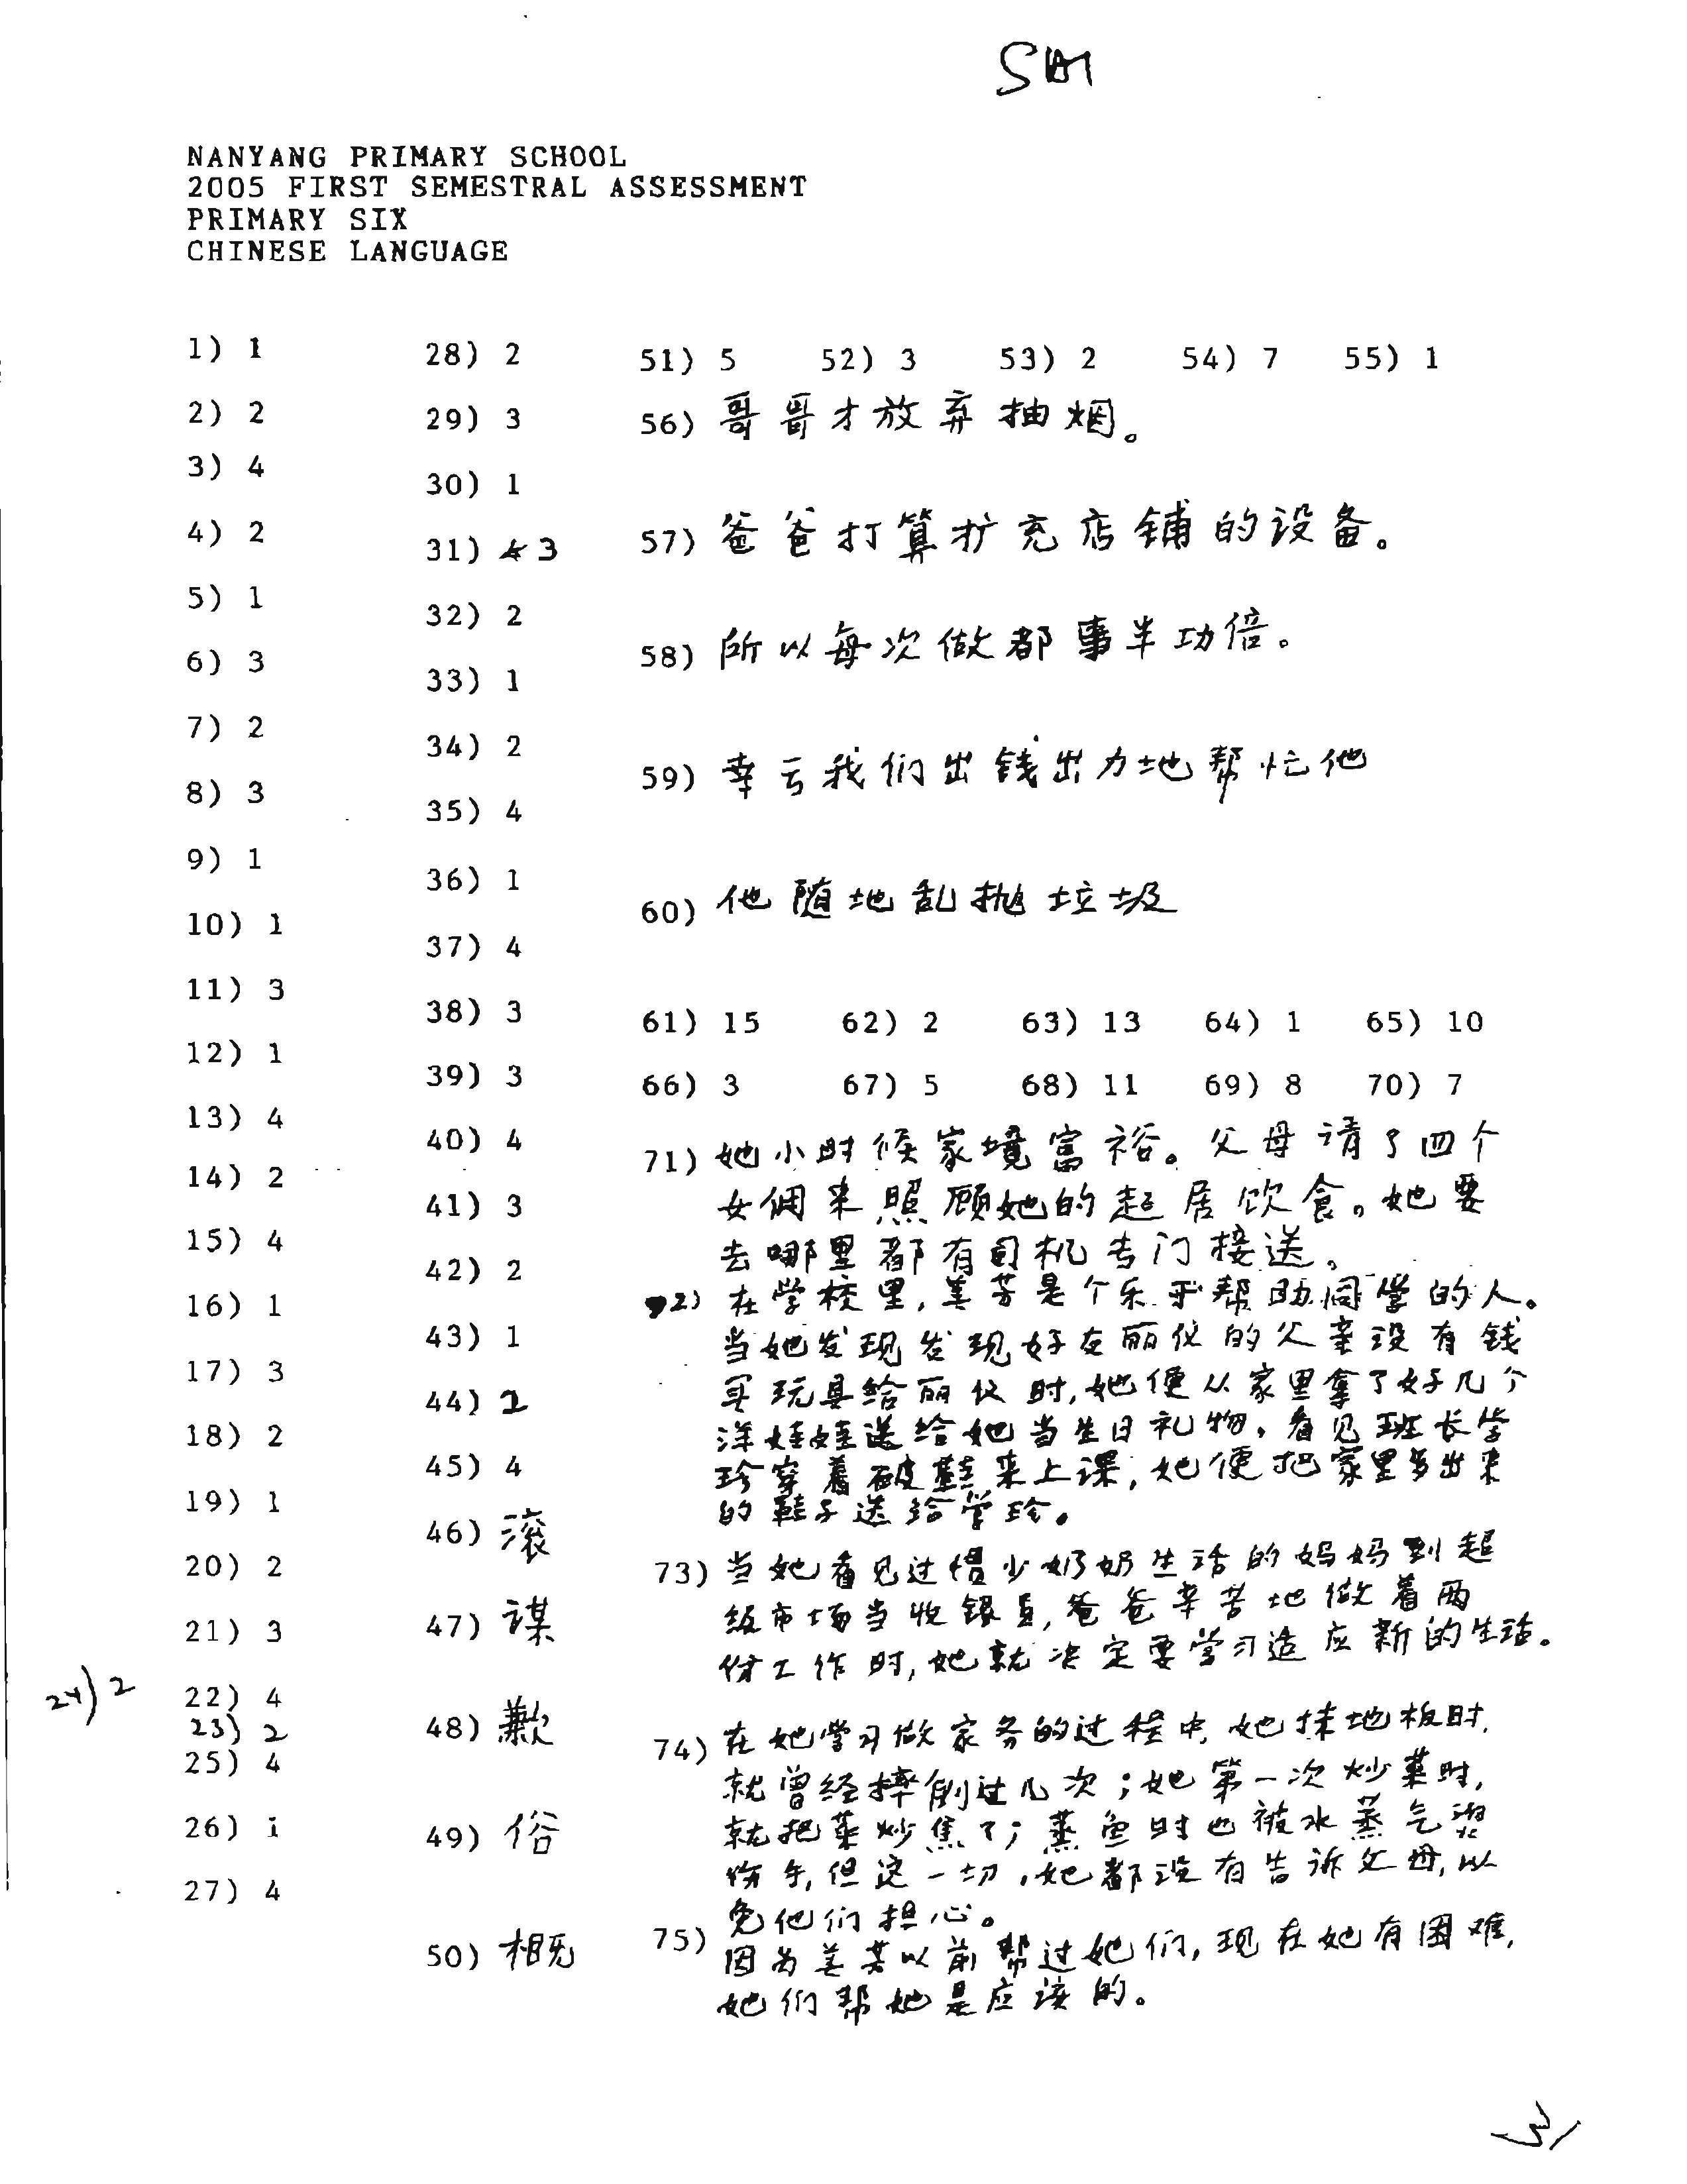 SA1
NANYANG PRIMARY SCHOOL
2005 FIRST SEMESTRAL ASSESSMENT
PRIMARY SIX
CHINESE LANGUAGE
1) 1
2) 2
3) 4
4) 2
5) 1
6) 3
7) 2
8) 3
9) 1
10) 1
11) 3
12) 1
13) 4
14) 2
15) 4
16) 1
17) 3
18) 2
19) 1
20) 2
21) 3
22) 4
23) 2
24) 2
25) 4
26) 1
27) 4
28) 2
29) 3
30) 1
31) 3
32) 2
33) 1
34) 2
35) 4
36) 1
37) 4
38) 3
39) 3
40) 4
41) 3
42) 2
43) 1
44) 2
45) 4
46) 滚
47) 谋
48) 歉
49) 俗
50) 概
51) 5 52) 3 53) 2 54) 7 55) 1
56) 哥哥才放弃抽烟。
57) 爸爸打算扩充店铺的设备。
58) 所以每次做都事半功倍。
59) 幸亏我们出钱出力地帮忙他
60) 他随地乱抛垃圾
61) 15 62) 2 63) 13 64) 1 65) 10
66) 3 67) 5 68) 11 69) 8 70) 7
71) 她小时候家境富裕。父母请了四个
女佣来照顾她的起居饮食。她要
去哪里都有司机专门接送。
72) 在学校里,美芳是个乐于帮助同学的人。
当她发现发现好友丽仪的父亲没有钱
买玩具给丽仪时,她便从家里拿了好几个
洋娃娃送给她当生日礼物。看见班长学
珍穿着破鞋来上课,她便把家里多出来
的鞋子送给学珍。
73) 当她看见过惯少奶奶生活的妈妈到超
级市场当收银员,爸爸辛苦地做着两
份工作时,她就决定要学习适应新的生活。
74) 在她学习做家务的过程中,她抹地板时,
就曾经摔倒过几次;她第一次炒菜时,
就把菜炒焦了;蒸鱼时也被水蒸气烫
伤手,但这一切,她都没有告诉父母,以
免他们担心。
75) 因为美芳以前帮过她们,现在她有困难,
她们帮她是应该的。